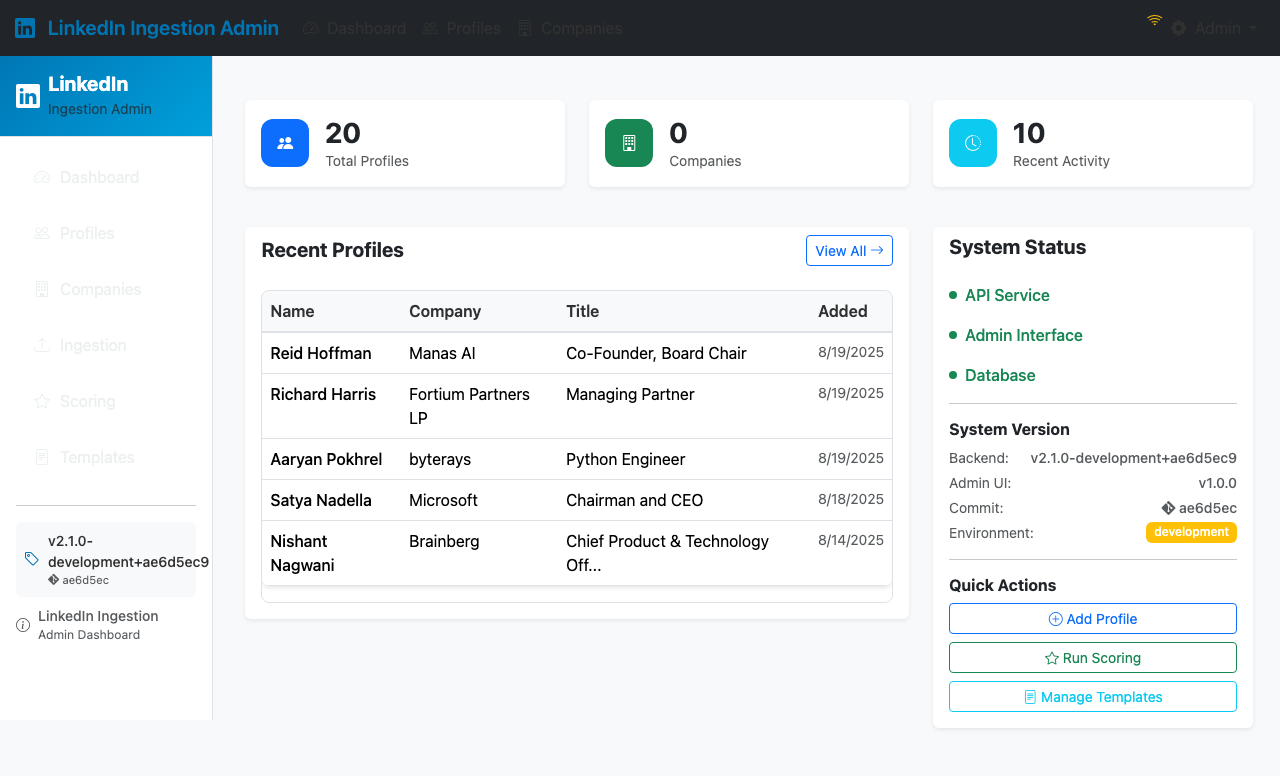 LinkedIn Ingestion Admin
Dashboard
Profiles
Companies
Admin
LinkedIn
Ingestion Admin
Dashboard
Profiles
Companies
Ingestion
Scoring
Templates
v2.1.0-
development+ae6d5ec9
ae6d5ec
LinkedIn Ingestion
Admin Dashboard
20
Total Profiles
0
Companies
10
Recent Activity
Recent Profiles
View All
Name Company Title Added
Reid Hoffman Manas AI Co-Founder, Board Chair 8/19/2025
Richard Harris Fortium Partners Managing Partner 8/19/2025
LP
Aaryan Pokhrel byterays Python Engineer 8/19/2025
Satya Nadella Microsoft Chairman and CEO 8/18/2025
Nishant Brainberg Chief Product & Technology 8/14/2025
Nagwani Off...
System Status
API Service
Admin Interface
Database
System Version
Backend: v2.1.0-development+ae6d5ec9
Admin UI: v1.0.0
Commit: ae6d5ec
Environment: development
Quick Actions
Add Profile
Run Scoring
Manage Templates